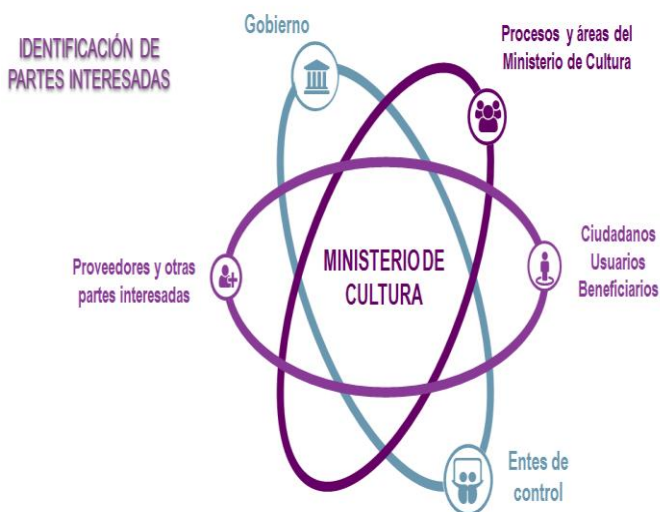 IDENTIFICACIÓN DE
PARTES INTERESADAS
Gobierno
Procesos y áreas del
Ministerio de Cultura
Proveedores y otras
partes interesadas
MINISTERIO DE
CULTURA
Ciudadanos
Usuarios
Beneficiarios
Entes de
control